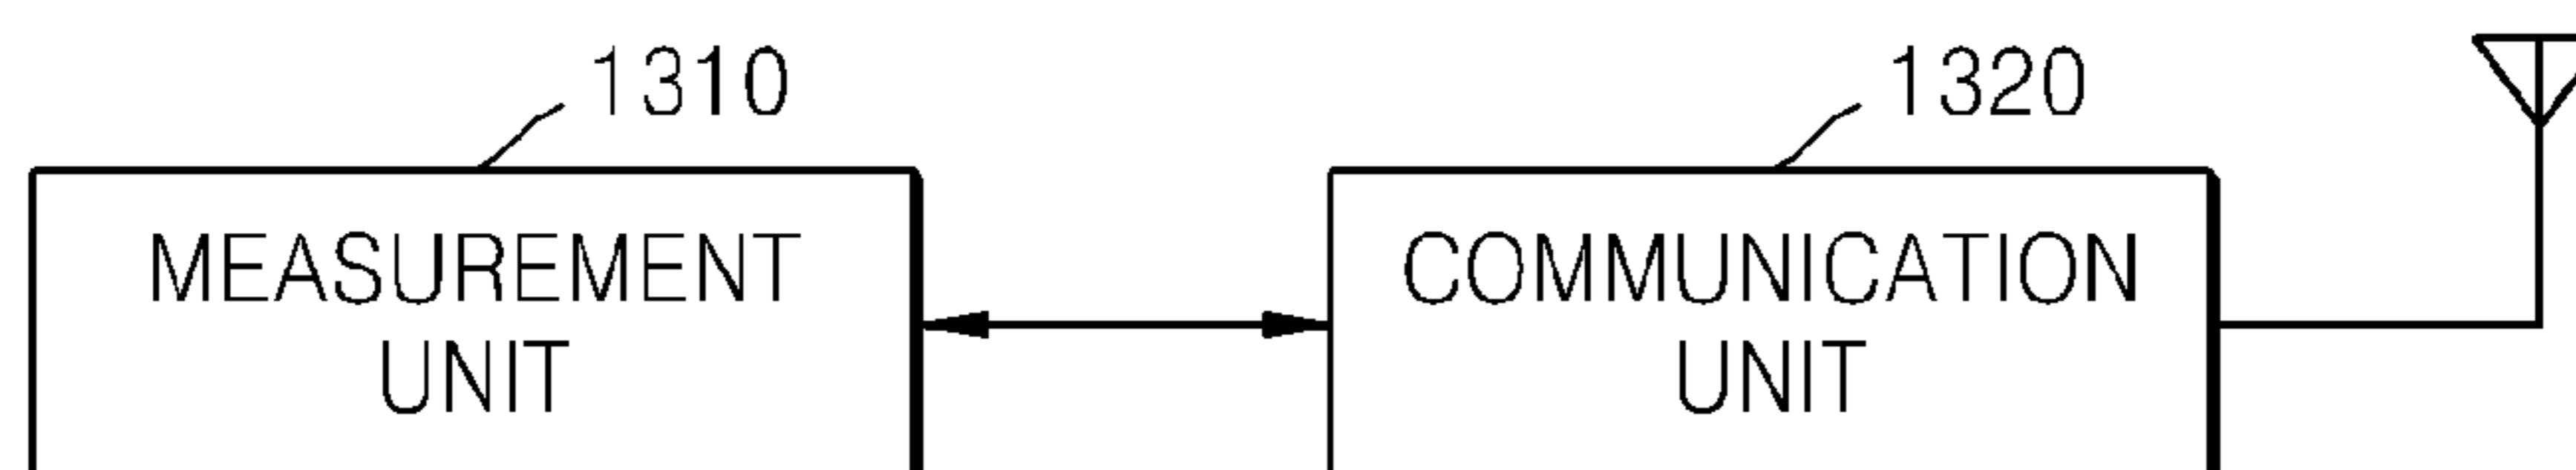 1310
1320
MEASUREMENT
UNIT
COMMUNICATION
UNIT